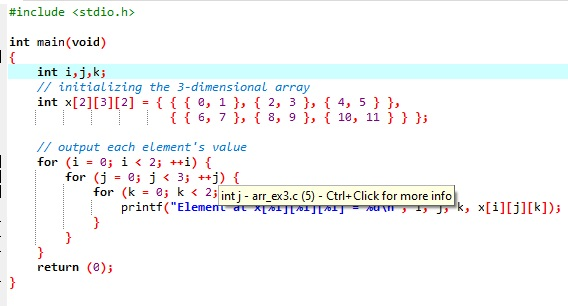 #include <stdio.h>
int main(void)
{
int i,j,k;
// initializing the 3-dimensional array
int x[2][3][2] = { { { 0, 1 }, { 2, 3 }, { 4, 5 } },
{ { 6, 7 }, { 8, 9 }, { 10, 11 } } };
// output each element's value
for (i = 0; i < 2; ++i) {
for (j = 0; j < 3; ++j) {
for (k = 0; k < 2;
int j - arr_ex3.c (5) - Ctrl+Click for more info
printf("Element at x[%i][%i][%i] = %d\n", i, j, k, x[i][j][k]);
}
}
}
return (0);
}